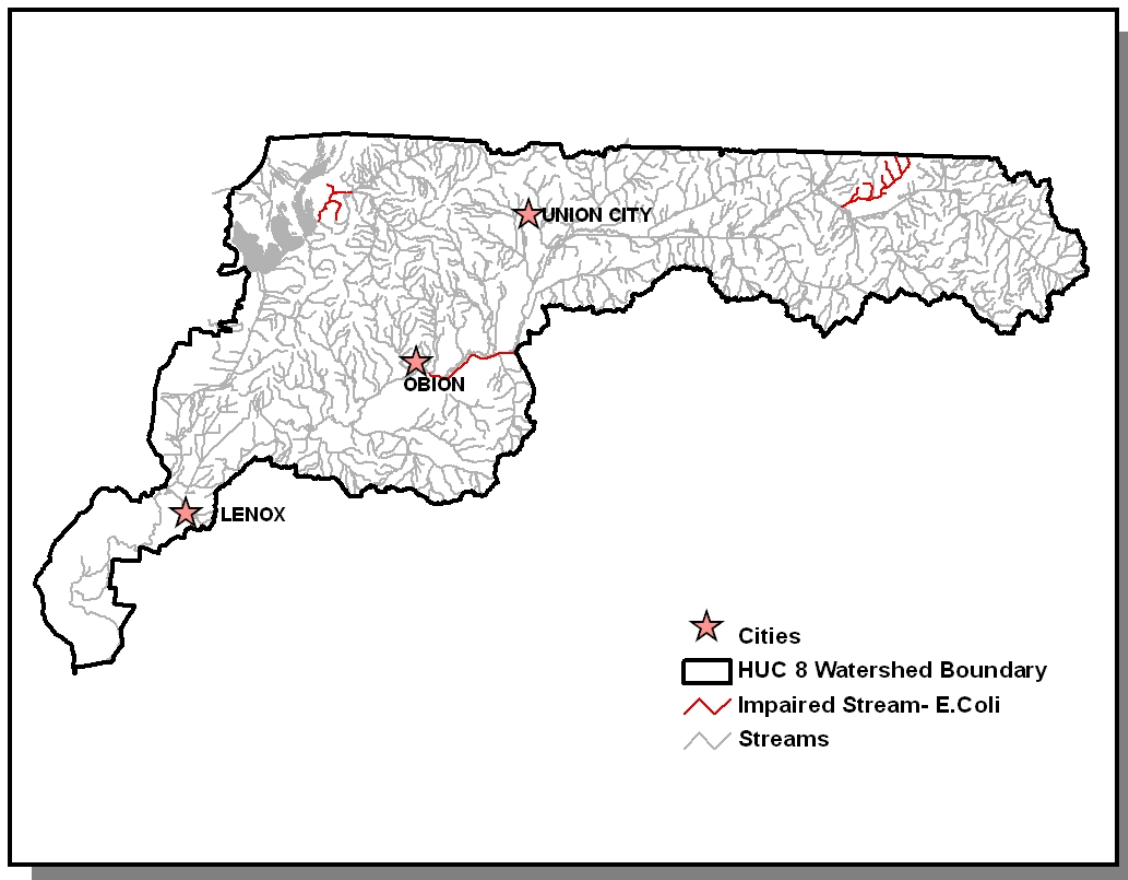 UNION CITY
OBION
LENOX
Cities
HUC 8 Watershed Boundary
Impaired Stream- E.Coli
Streams